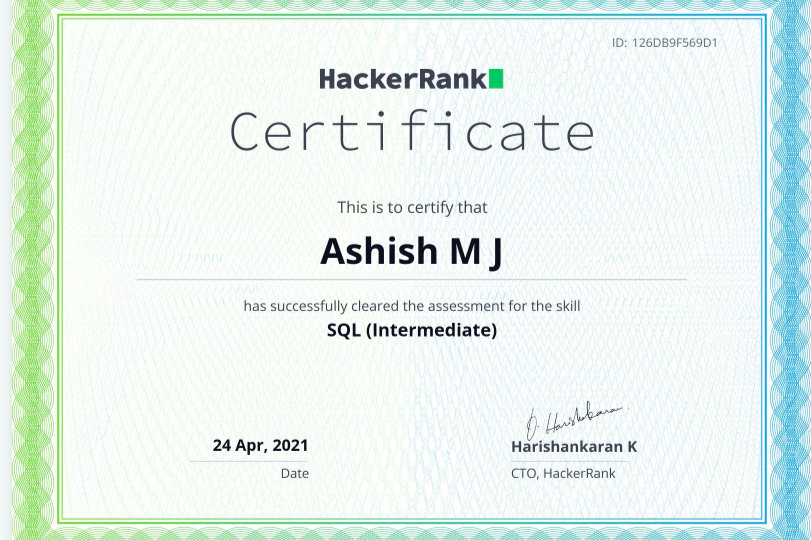 ID: 126DB9F569D1
HackerRank
Certificate
This is to certify that
Ashish M J
has successfully cleared the assessment for the skill
SQL (Intermediate)
24 Apr, 2021
Date
H. Harishankaran
Harishankaran K
CTO, HackerRank